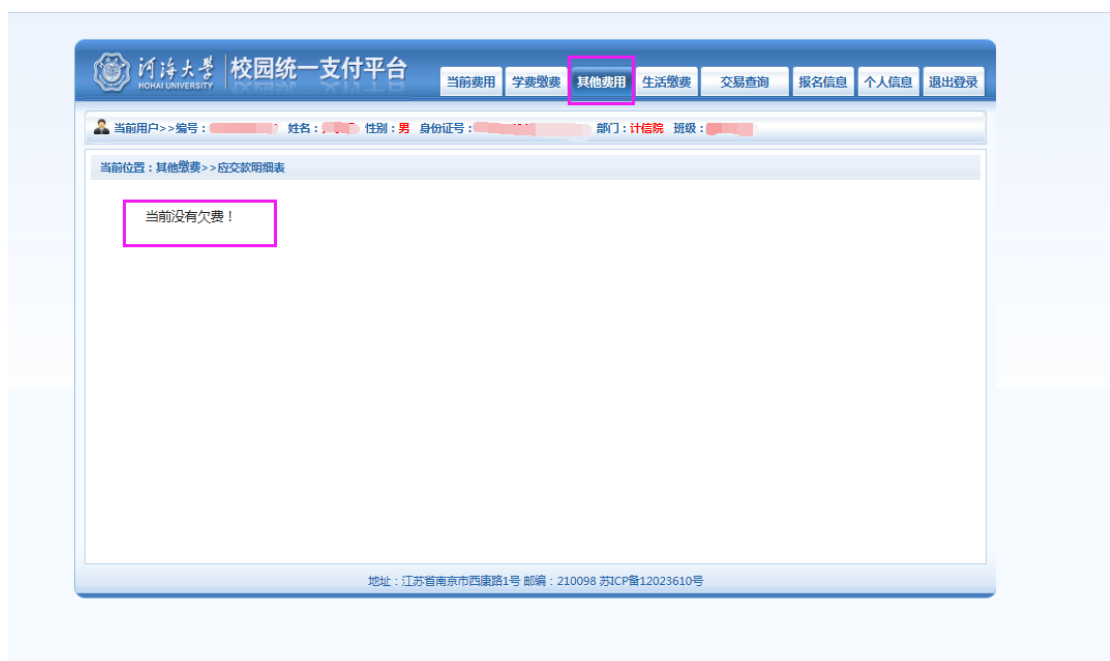 河海大学 校园统一支付平台
HOHAI UNIVERSITY
当前费用 学费缴费 其他费用 生活缴费 交易查询 报名信息 个人信息 退出登录
当前用户>>编号： 姓名： 性别：男 身份证号： 部门：计信院 班级：
当前位置：其他缴费>>应交款明细表
当前没有欠费！
地址：江苏省南京市西康路1号 邮编：210098 苏ICP备12023610号